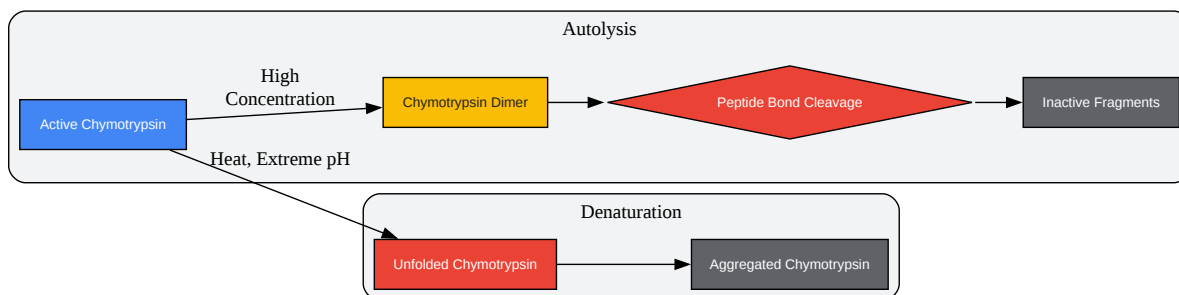 Autolysis
High
Concentration
Active Chymotrypsin
Chymotrypsin Dimer
Peptide Bond Cleavage
Inactive Fragments
Heat, Extreme pH
Denaturation
Unfolded Chymotrypsin
Aggregated Chymotrypsin